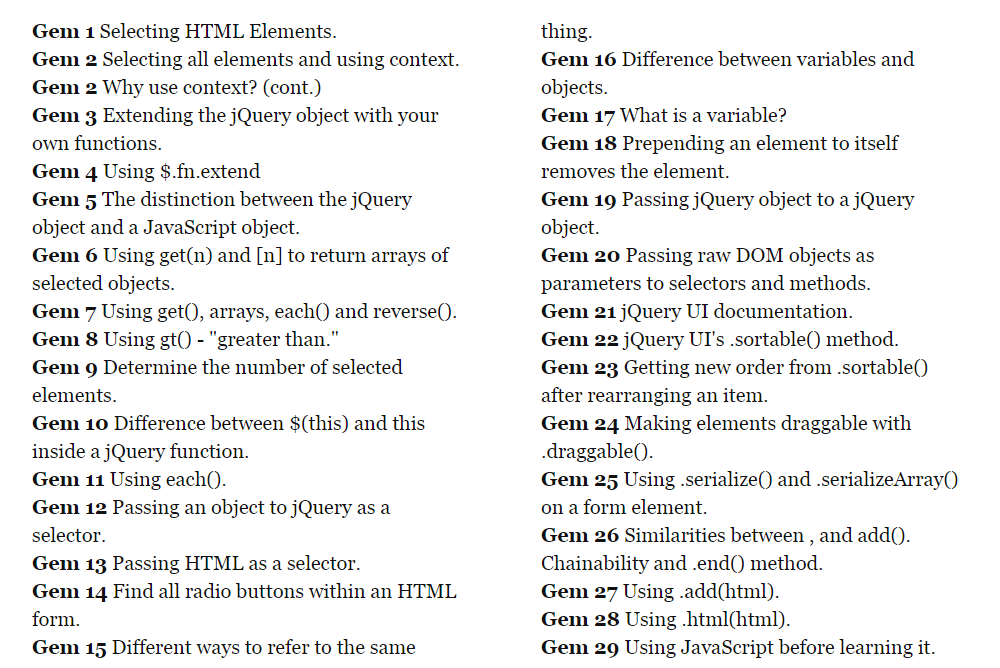 Gem 1 Selecting HTML Elements.
Gem 2 Selecting all elements and using context.
Gem 2 Why use context? (cont.)
Gem 3 Extending the jQuery object with your
own functions.
Gem 4 Using $.fn.extend
Gem 5 The distinction between the jQuery
object and a JavaScript object.
Gem 6 Using get(n) and [n] to return arrays of
selected objects.
Gem 7 Using get(), arrays, each() and reverse().
Gem 8 Using gt() - "greater than."
Gem 9 Determine the number of selected
elements.
Gem 10 Difference between $(this) and this
inside a jQuery function.
Gem 11 Using each().
Gem 12 Passing an object to jQuery as a
selector.
Gem 13 Passing HTML as a selector.
Gem 14 Find all radio buttons within an HTML
form.
Gem 15 Different ways to refer to the same
thing.
Gem 16 Difference between variables and
objects.
Gem 17 What is a variable?
Gem 18 Prepending an element to itself
removes the element.
Gem 19 Passing jQuery object to a jQuery
object.
Gem 20 Passing raw DOM objects as
parameters to selectors and methods.
Gem 21 jQuery UI documentation.
Gem 22 jQuery UI's .sortable() method.
Gem 23 Getting new order from .sortable()
after rearranging an item.
Gem 24 Making elements draggable with
.draggable().
Gem 25 Using .serialize() and .serializeArray()
on a form element.
Gem 26 Similarities between , and add().
Chainability and .end() method.
Gem 27 Using .add(html).
Gem 28 Using .html(html).
Gem 29 Using JavaScript before learning it.